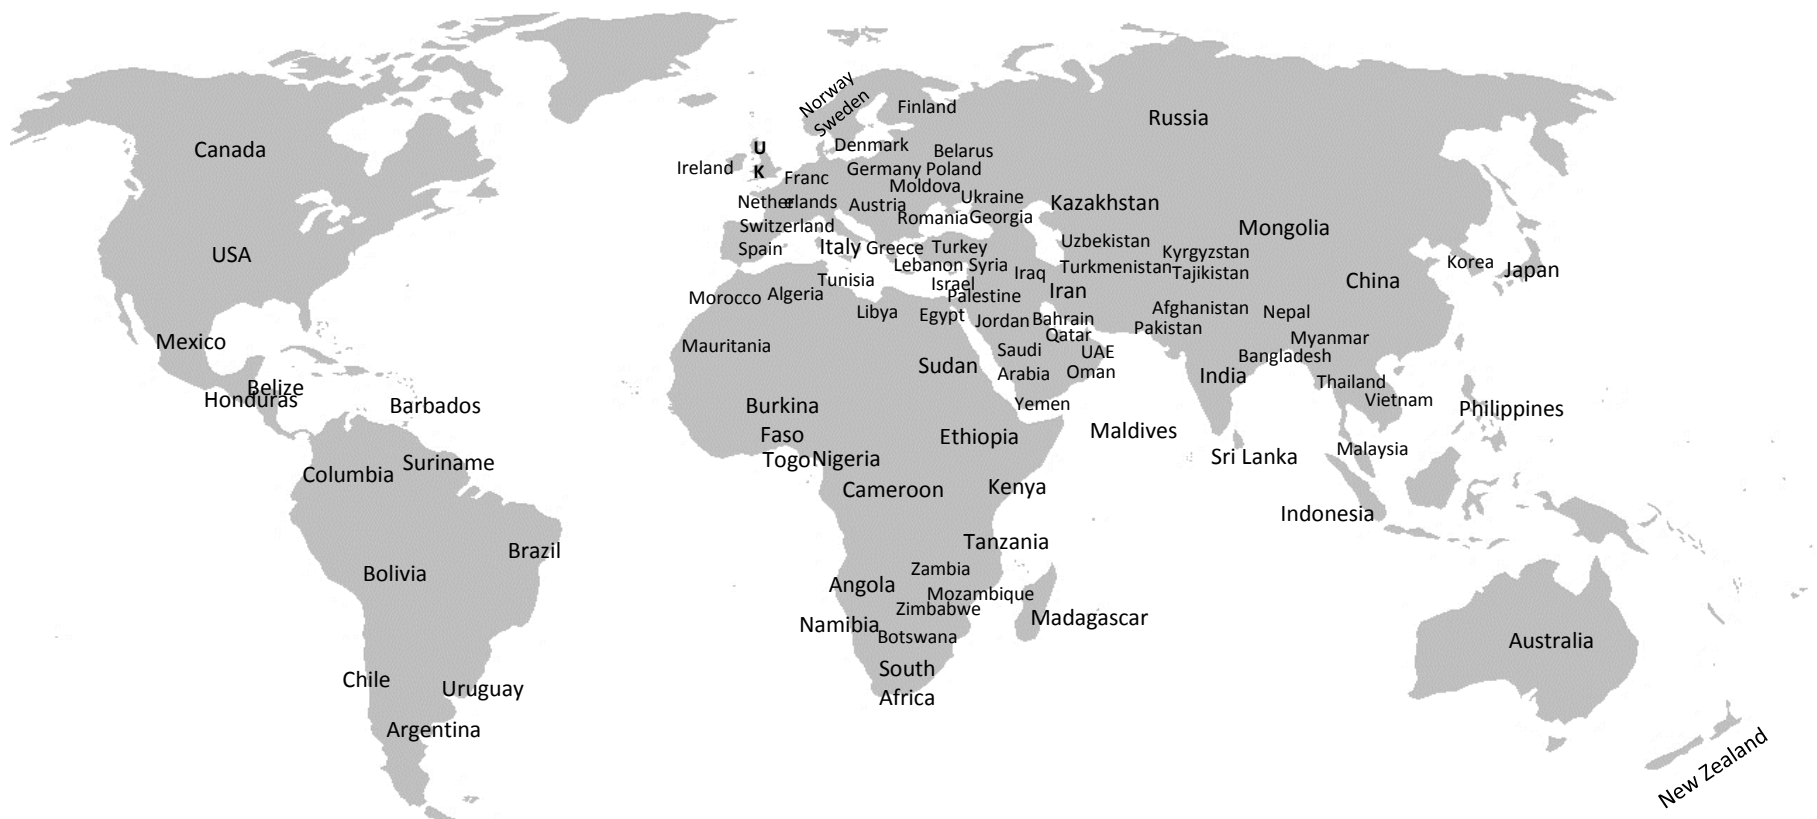 Norway
Sweden
Finland
Russia
Canada
U
K
Denmark
Belarus
Ireland
Franc
e
Germany
Poland
Moldova
Netherlands
Austria
Ukraine
Kazakhstan
Romania
Georgia
Switzerland
Mongolia
USA
Spain
Italy
Greece
Turkey
Uzbekistan
Kyrgyzstan
Lebanon
Syria
Iraq
Turkmenistan
Tajikistan
Korea
Japan
China
Tunisia
Israel
Iran
Morocco
Algeria
Palestine
Libya
Egypt
Jordan
Bahrain
Afghanistan
Nepal
Qatar
Pakistan
Mexico
Mauritania
Saudi
Arabia
UAE
Myanmar
Bangladesh
Sudan
Oman
India
Thailand
Belize
Honduras
Barbados
Burkina
Faso
Yemen
Vietnam
Philippines
Ethiopia
Maldives
Togo
Nigeria
Sri Lanka
Malaysia
Columbia
Suriname
Cameroon
Kenya
Indonesia
Brazil
Tanzania
Bolivia
Zambia
Angola
Mozambique
Zimbabwe
Namibia
Botswana
Madagascar
Australia
South
Africa
Chile
Uruguay
Argentina
New Zealand